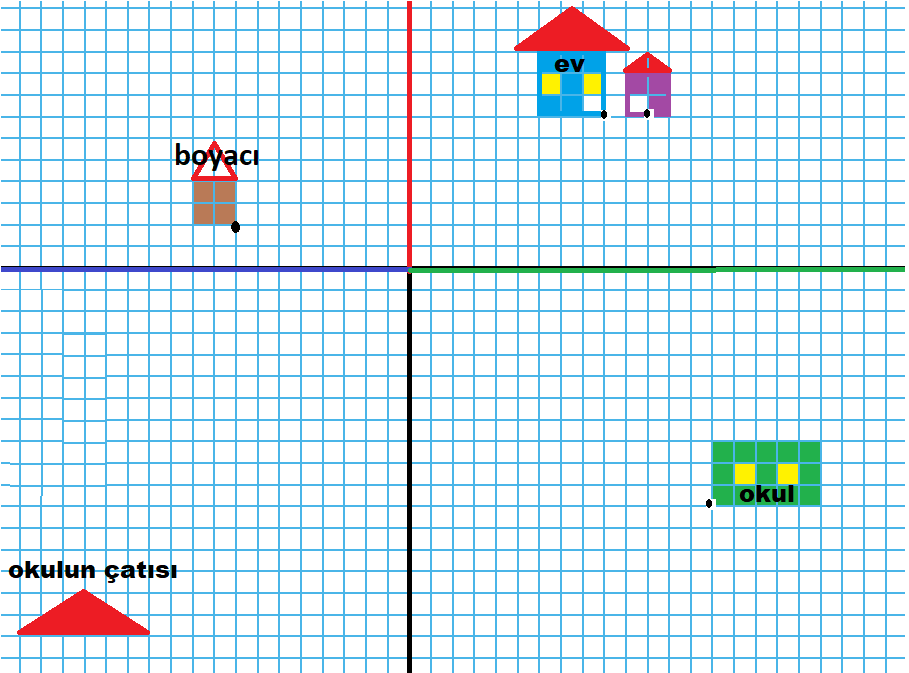 ev
boyacı
okul
okulun çatısı